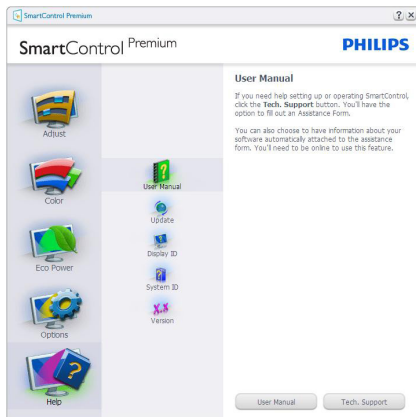 SmartControl Premium
SmartControl Premium
PHILIPS
Adjust
Color
Eco Power
Options
Help
User Manual
Update
Display ID
System ID
X.X
Version
User Manual
If you need help setting up or operating SmartControl,
click the Tech. Support button. You'll have the
option to fill out an Assistance Form.
You can also choose to have information about your
software automatically attached to the assistance
form. You'll need to be online to use this feature.
User Manual
Tech. Support